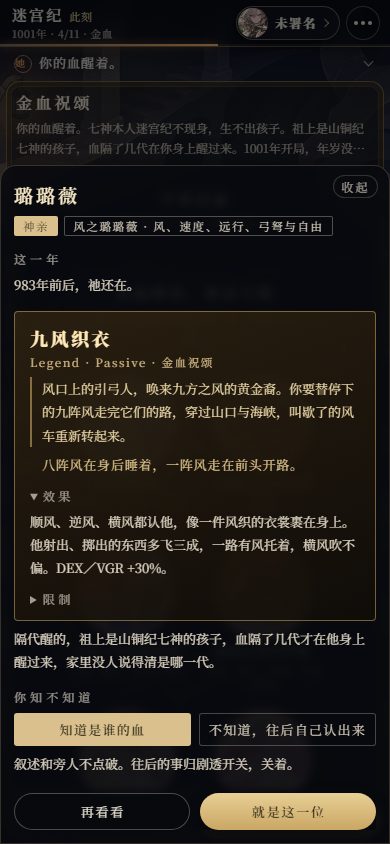 迷宫纪 此刻
1001年 · 4/11 · 金血
未署名
她 你的血醒着。
金血祝颂
你的血醒着。七神本人迷宫纪不现身，生不出孩子。祖上是山铜纪
七神的孩子，血隔了几代在你身上醒过来。1001年开局，年岁没…
璐璐薇
收起
神亲 风之璐璐薇 · 风、速度、远行、弓弩与自由
这一年
983年前后，祂还在。
九风织衣
Legend · Passive · 金血祝颂
风口上的引弓人，唤来九方之风的黄金裔。你要替停下
的九阵风走完它们的路，穿过山口与海峡，叫歇了的风
车重新转起来。
八阵风在身后睡着，一阵风走在前头开路。
▼ 效果
顺风、逆风、横风都认他，像一件风织的衣裳裹在身上。
他射出、掷出的东西多飞三成，一路有风托着，横风吹不
偏。DEX／VGR +30%。
▶ 限制
隔代醒的，祖上是山铜纪七神的孩子，血隔了几代才在他身上
醒过来，家里没人说得清是哪一代。
你知不知道
知道是谁的血 不知道，往后自己认出来
叙述和旁人不点破。往后的事归剧透开关，关着。
再看看 就是这一位